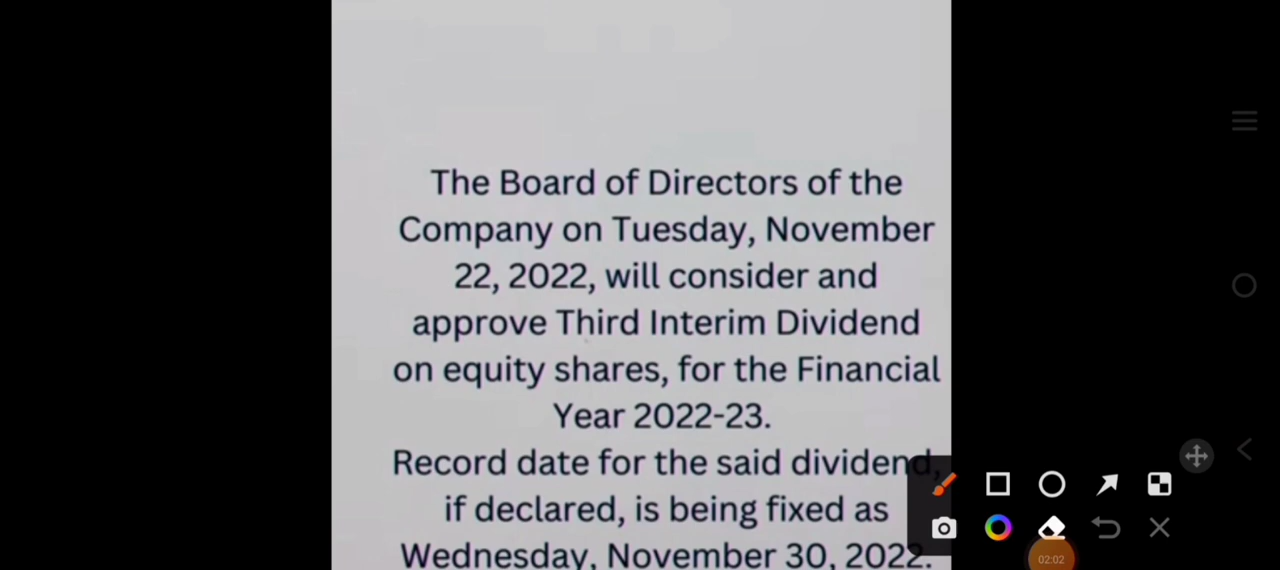 The Board of Directors of the
Company on Tuesday, November
22, 2022, will consider and
approve Third Interim Dividend
on equity shares, for the Financial
Year 2022-23.
Record date for the said dividend,
if declared, is being fixed as
Wednesday, November 30, 2022.
02:02